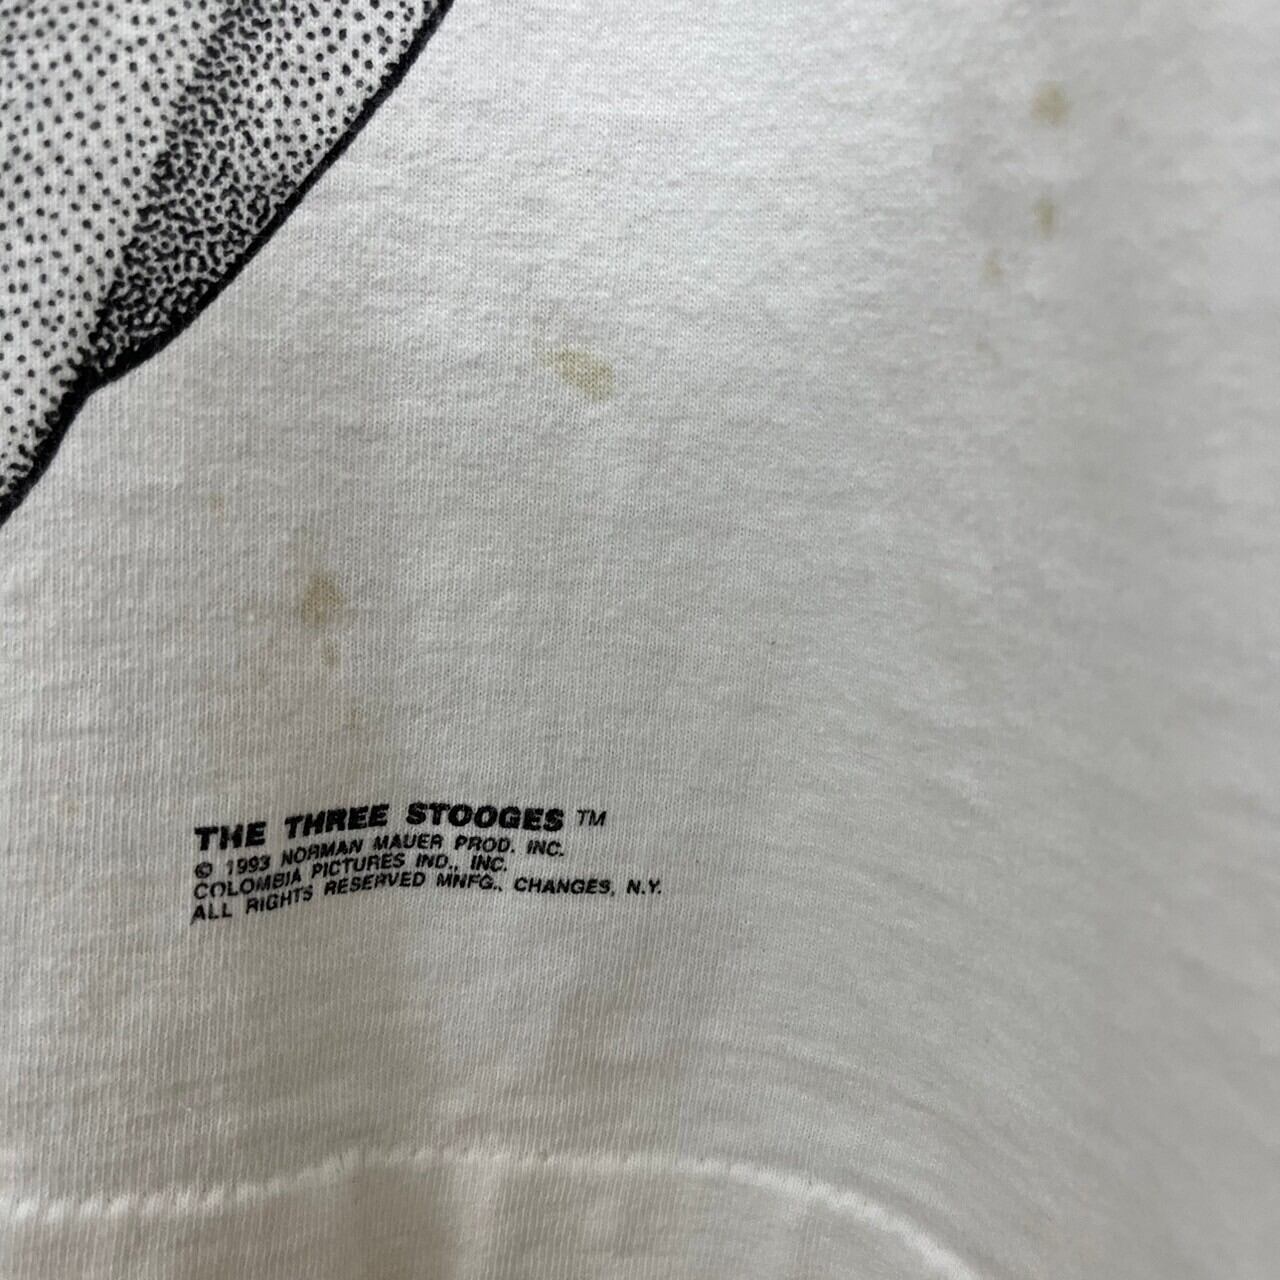 THE THREE STOOGES ™
© 1993 NORMAN MAUER PROD. INC.
COLOMBIA PICTURES IND., INC.
ALL RIGHTS RESERVED MNFG., CHANGES, N.Y.